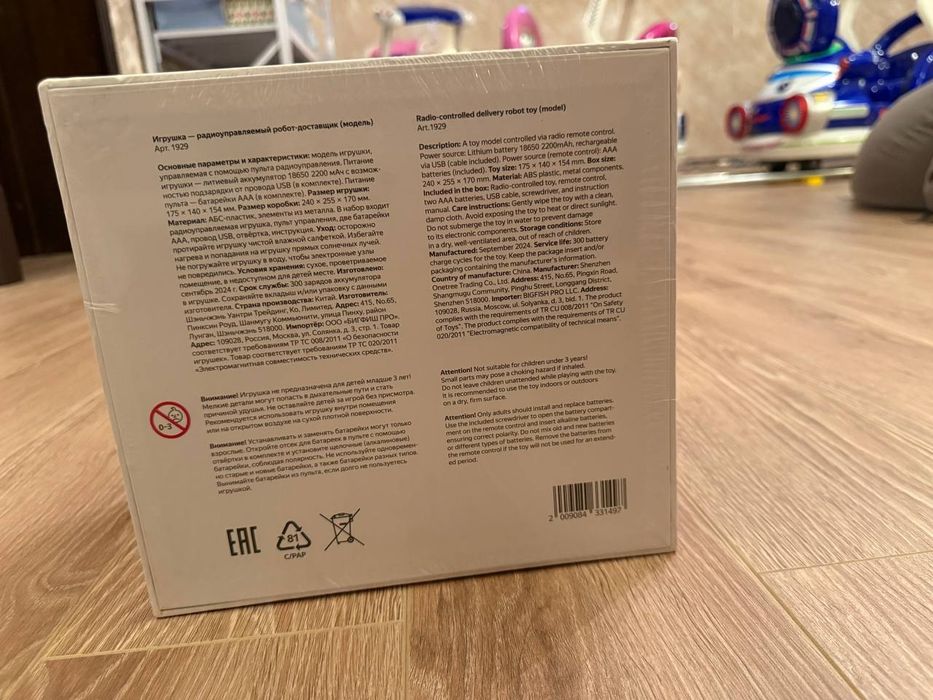 Игрушка — радиоуправляемый робот-доставщик (модель)
Арт. 1929
Основные параметры и характеристики: модель игрушки,
управляемая с помощью пульта радиоуправления. Питание
игрушки — литиевый аккумулятор 18650 2200 мАч с возмож-
ностью подзарядки от провода USB (в комплекте). Питание
пульта — батарейки ААА (в комплекте). Размер игрушки:
175 × 140 × 154 мм. Размер коробки: 240 × 255 × 170 мм.
Материал: АБС-пластик, элементы из металла. В набор входят
радиоуправляемая игрушка, пульт управления, две батарейки
ААА, провод USB, отвёртка, инструкция. Уход: осторожно
протирайте игрушку чистой влажной салфеткой. Избегайте
нагрева и попадания на игрушку прямых солнечных лучей.
Не погружайте игрушку в воду, чтобы электронные узлы
не повредились. Условия хранения: сухое, проветриваемое
помещение, в недоступном для детей месте. Изготовлено:
сентябрь 2024 г. Срок службы: 300 зарядов аккумулятора
в игрушке. Сохраняйте вкладыш и/или упаковку с данными
изготовителя. Страна производства: Китай. Изготовитель:
Шэньчжэнь Уантри Трейдинг, Ко, Лимитед. Адрес: 415, No.65,
Пинксин Роуд, Шангмугу Коммьюнити, улица Пинху, район
Лунган, Шэньчжэнь 518000. Импортёр: ООО «БИГФИШ ПРО».
Адрес: 109028, Россия, Москва, ул. Солянка, д. 3, стр. 1. Товар
соответствует требованиям ТР ТС 008/2011 «О безопасности
игрушек». Товар соответствует требованиям ТР ТС 020/2011
«Электромагнитная совместимость технических средств».
Внимание! Игрушка не предназначена для детей младше 3 лет!
Мелкие детали могут попасть в дыхательные пути и стать
причиной удушья. Не оставляйте детей за игрой без присмотра.
Рекомендуется использовать игрушку внутри помещения
или на открытом воздухе на сухой плотной поверхности.
0-3
Внимание! Устанавливать и заменять батарейки могут только
взрослые. Откройте отсек для батареек в пульте с помощью
отвёртки в комплекте и установите щелочные (алкалиновые)
батарейки, соблюдая полярность. Не используйте одновремен-
но старые и новые батарейки, а также батарейки разных типов.
Вынимайте батарейки из пульта, если долго не пользуетесь
игрушкой.
EAC
81
C/PAP
Radio-controlled delivery robot toy (model)
Art.1929
Description: A toy model controlled via radio remote control.
Power source: Lithium battery 18650 2200mAh, rechargeable
via USB (cable included). Power source (remote control): AAA
batteries (included). Toy size: 175 × 140 × 154 mm. Box size:
240 × 255 × 170 mm. Material: ABS plastic, metal components.
Included in the box: Radio-controlled toy, remote control,
two AAA batteries, USB cable, screwdriver, and instruction
manual. Care instructions: Gently wipe the toy with a clean,
damp cloth. Avoid exposing the toy to heat or direct sunlight.
Do not submerge the toy in water to prevent damage
to its electronic components. Storage conditions: Store
in a dry, well-ventilated area, out of reach of children.
Manufactured: September 2024. Service life: 300 battery
charge cycles for the toy. Keep the package insert and/or
packaging containing the manufacturer's information.
Country of manufacture: China. Manufacturer: Shenzhen
Onetree Trading Co., Ltd. Address: 415, No.65, Pingxin Road,
Shangmugu Community, Pinghu Street, Longgang District,
Shenzhen 518000. Importer: BIGFISH PRO LLC. Address:
109028, Russia, Moscow, ul. Solyanka, d. 3, bld. 1. The product
complies with the requirements of TR CU 008/2011 "On Safety
of Toys". The product complies with the requirements of TR CU
020/2011 "Electromagnetic compatibility of technical means".
Attention! Not suitable for children under 3 years!
Small parts may pose a choking hazard if inhaled.
Do not leave children unattended while playing with the toy.
It is recommended to use the toy indoors or outdoors
on a dry, firm surface.
Attention! Only adults should install and replace batteries.
Use the included screwdriver to open the battery compart-
ment on the remote control and insert alkaline batteries,
ensuring correct polarity. Do not mix old and new batteries
or different types of batteries. Remove the batteries from
the remote control if the toy will not be used for an extend-
ed period.
2 009084 331497